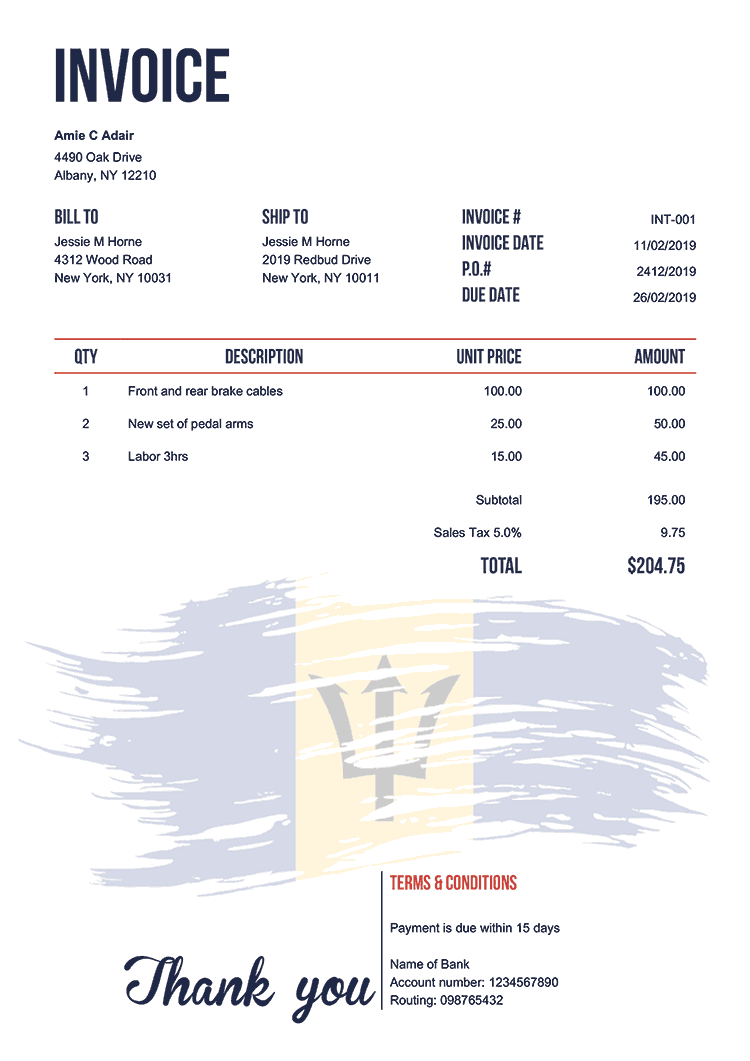 INVOICE
Amie C Adair
4490 Oak Drive
Albany, NY 12210
BILL TO
Jessie M Horne
4312 Wood Road
New York, NY 10031
SHIP TO
Jessie M Horne
2019 Redbud Drive
New York, NY 10011
INVOICE # INT-001
INVOICE DATE 11/02/2019
P.O.# 2412/2019
DUE DATE 26/02/2019
QTY DESCRIPTION UNIT PRICE AMOUNT
1 Front and rear brake cables 100.00 100.00
2 New set of pedal arms 25.00 50.00
3 Labor 3hrs 15.00 45.00
Subtotal 195.00
Sales Tax 5.0% 9.75
TOTAL $204.75
Thank you
TERMS & CONDITIONS
Payment is due within 15 days
Name of Bank
Account number: 1234567890
Routing: 098765432